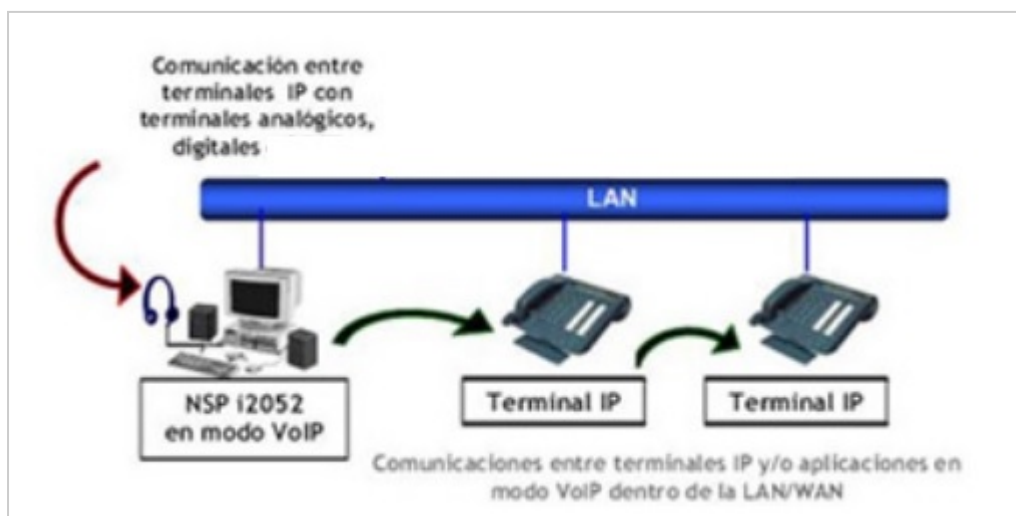 Comunicación entre
terminales IP con
terminales analógicos,
digitales
LAN
NSP i2052
en modo VoIP
Terminal IP
Terminal IP
Comunicaciones entre terminales IP y/o aplicaciones en
modo VoIP dentro de la LAN/WAN